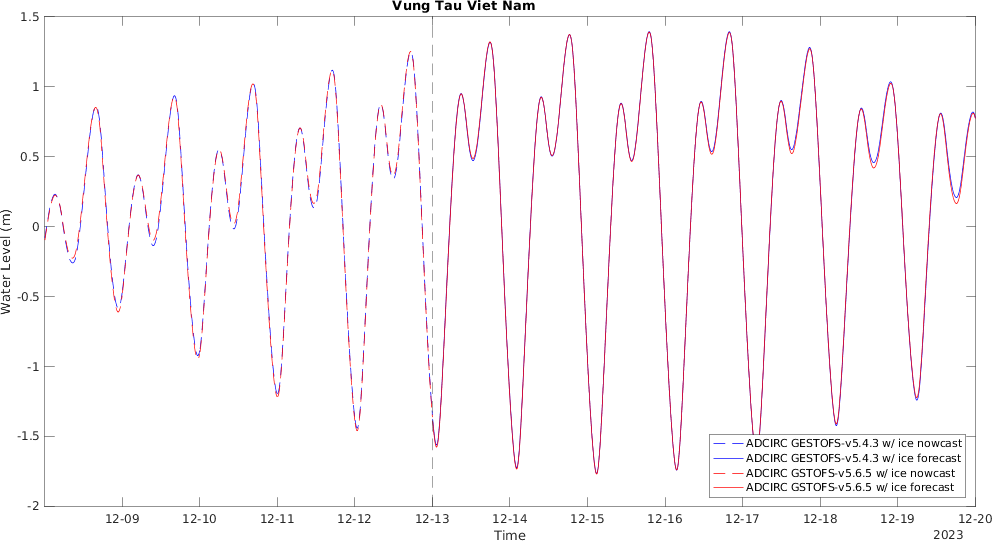 Vung Tau Viet Nam
Water Level (m)
1.5
1
0.5
0
-0.5
-1
-1.5
-2
ADCIRC GESTOFS-v5.4.3 w/ ice nowcast
ADCIRC GESTOFS-v5.4.3 w/ ice forecast
ADCIRC GSTOFS-v5.6.5 w/ ice nowcast
ADCIRC GSTOFS-v5.6.5 w/ ice forecast
12-09 12-10 12-11 12-12 12-13 12-14 12-15 12-16 12-17 12-18 12-19 12-20
Time
2023